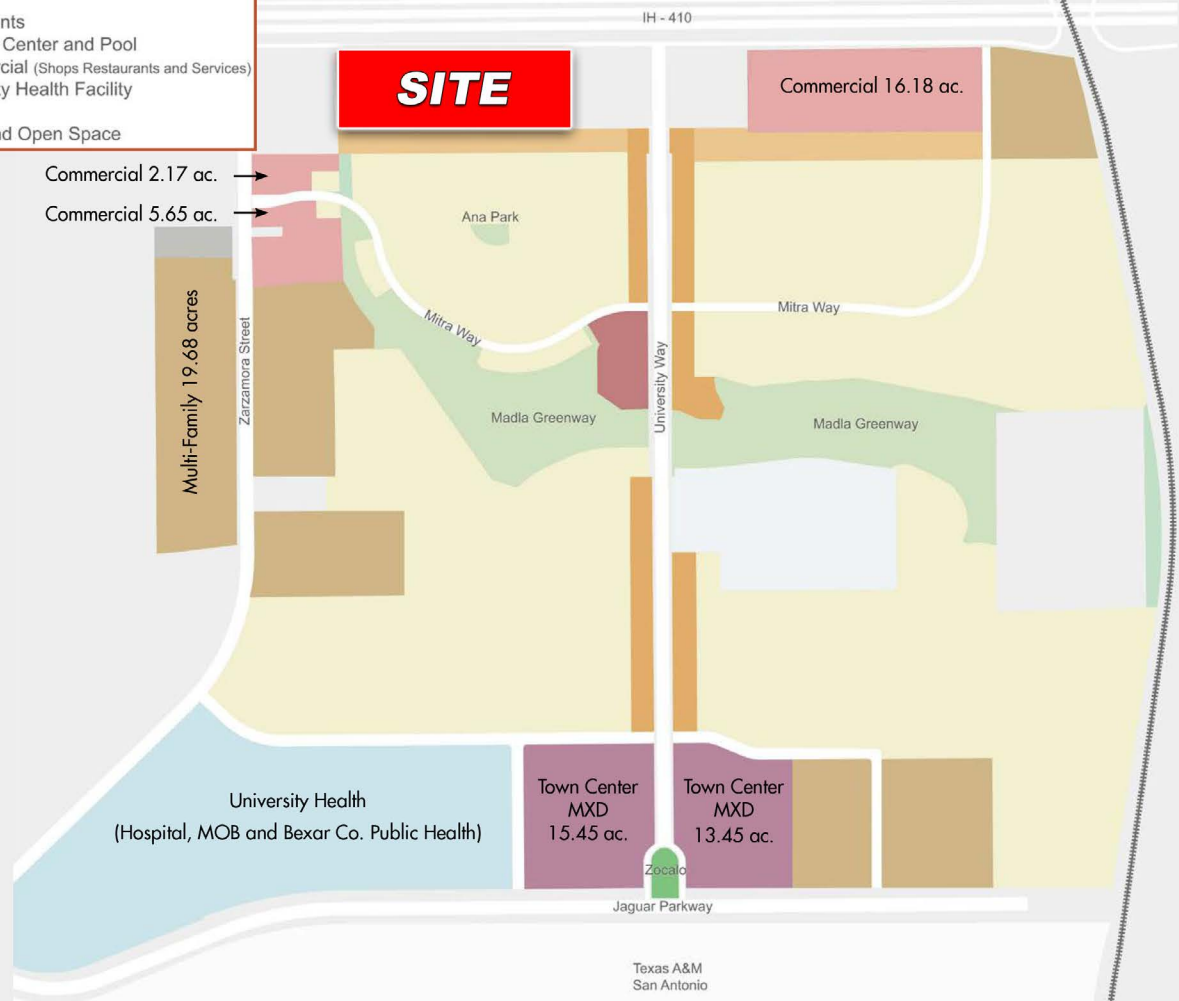 IH - 410
nts
Center and Pool
cial (Shops Restaurants and Services)
y Health Facility
d Open Space
SITE
Commercial 16.18 ac.
Commercial 2.17 ac.
Commercial 5.65 ac.
Ana Park
Multi-Family 19.68 acres
Zarzamora Street
Mitra Way
Mitra Way
University Way
Madla Greenway
Madla Greenway
University Health
(Hospital, MOB and Bexar Co. Public Health)
Town Center
MXD
15.45 ac.
Town Center
MXD
13.45 ac.
Zocalo
Jaguar Parkway
Texas A&M
San Antonio